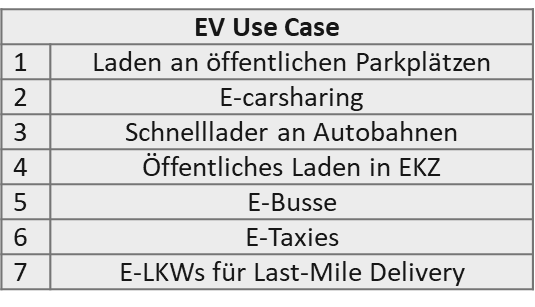 EV Use Case
1 Laden an öffentlichen Parkplätzen
2 E-carsharing
3 Schnelllader an Autobahnen
4 Öffentliches Laden in EKZ
5 E-Busse
6 E-Taxies
7 E-LKWs für Last-Mile Delivery